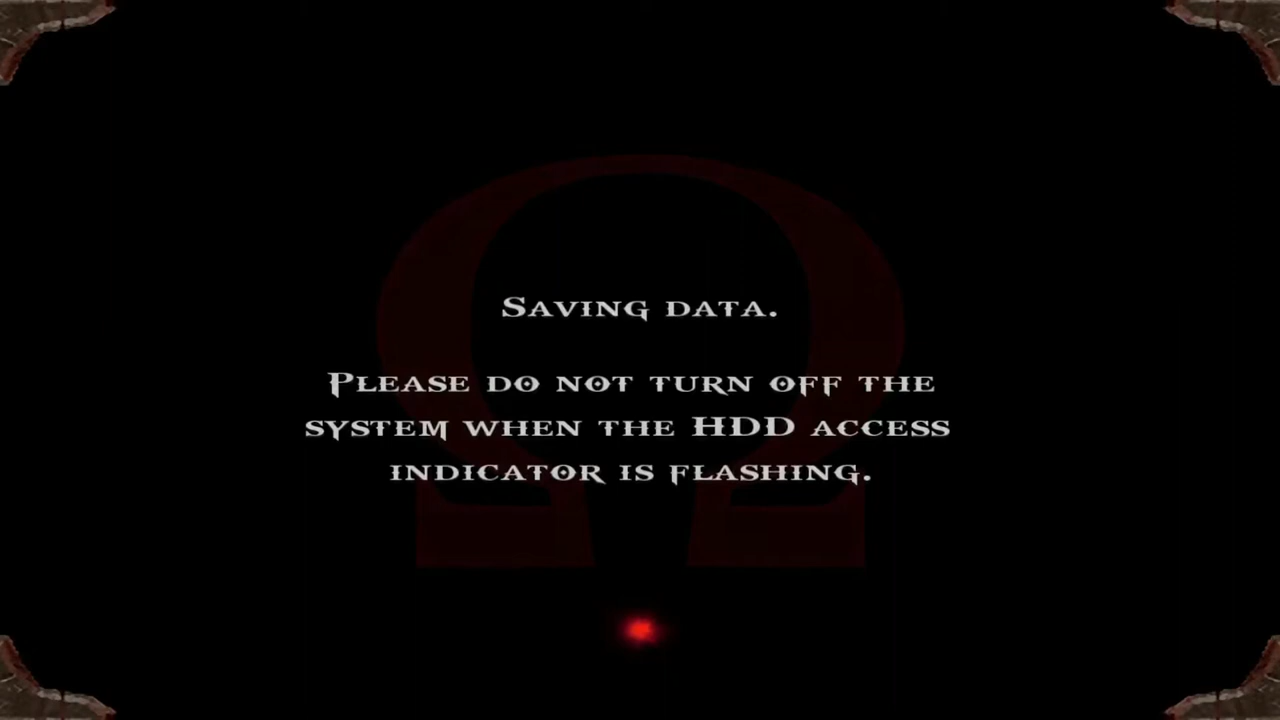 Saving data.
Please do not turn off the
system when the HDD access
indicator is flashing.